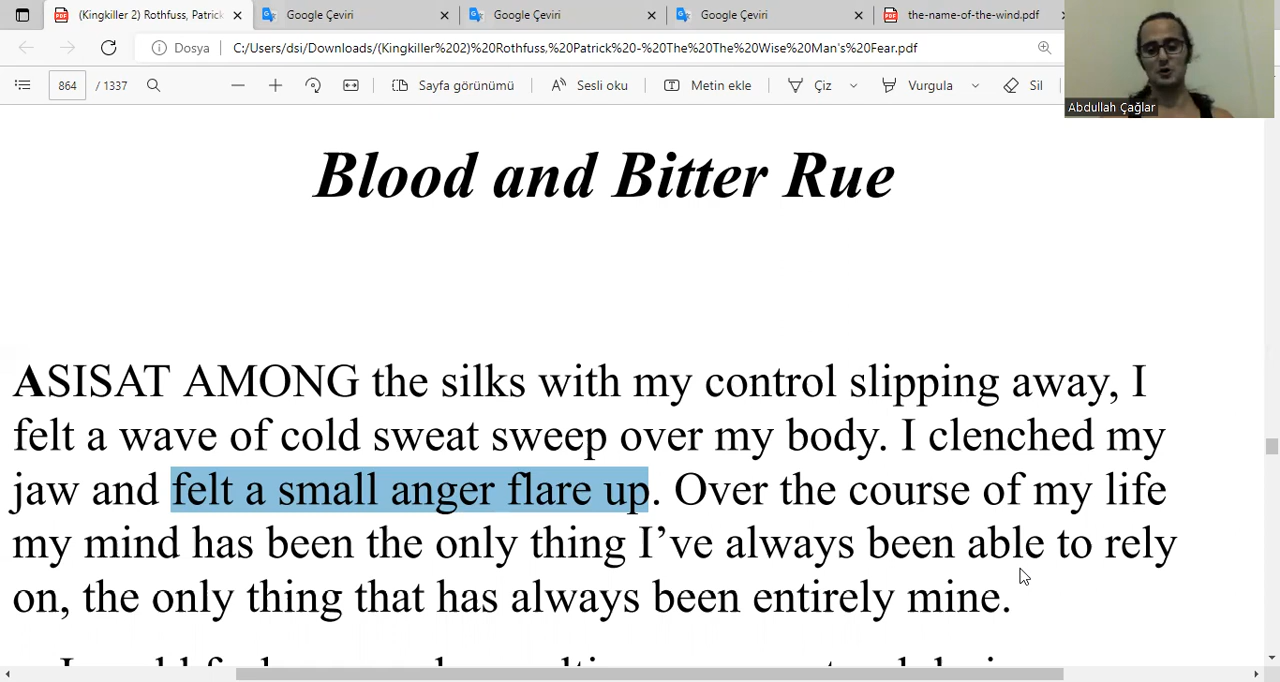 (Kingkiller 2) Rothfuss, Patrick
Google Çeviri
Google Çeviri
Google Çeviri
the-name-of-the-wind.pdf
Dosya
C:/Users/dsi/Downloads/(Kingkiller%202)%20Rothfuss,%20Patrick%20-%20The%20The%20Wise%20Man's%20Fear.pdf
864 / 1337
Sayfa görünümü
Sesli oku
Metin ekle
Çiz
Vurgula
Sil
Abdullah Çağlar
Blood and Bitter Rue
ASISAT AMONG the silks with my control slipping away, I
felt a wave of cold sweat sweep over my body. I clenched my
jaw and felt a small anger flare up. Over the course of my life
my mind has been the only thing I’ve always been able to rely
on, the only thing that has always been entirely mine.